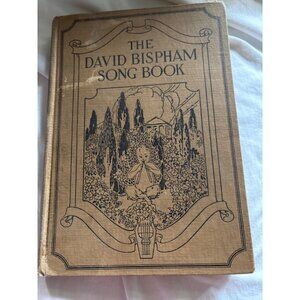 THE
DAVID BISPHAM
SONG BOOK